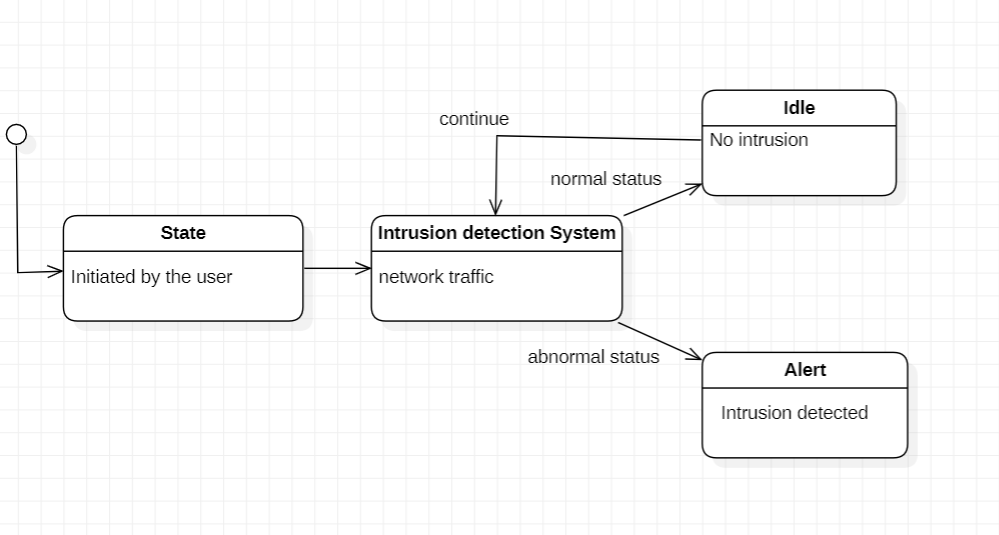 Idle
continue
No intrusion
normal status
State
Intrusion detection System
Initiated by the user
network traffic
abnormal status
Alert
Intrusion detected